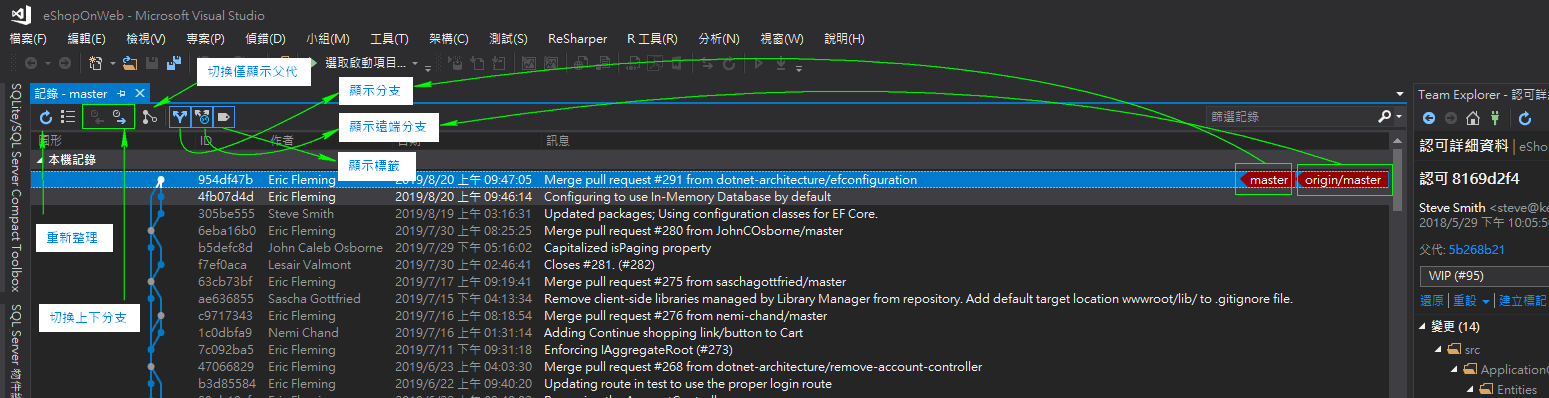 eShopOnWeb - Microsoft Visual Studio
檔案(F) 編輯(E) 檢視(V) 專案(P) 偵錯(D) 小組(M) 工具(T) 架構(C) 測試(S) ReSharper R 工具(R) 分析(N) 視窗(W) 說明(H)
選取啟動項目...
切換僅顯示父代
顯示分支
顯示遠端分支
顯示標籤
重新整理
切換上下分支
SQLite/SQL Server Compact Toolbox
SQL Server
記錄 - master
篩選記錄
圖形 ID 作者 日期 訊息
本機記錄
954df47b Eric Fleming 2019/8/20 上午 09:47:05 Merge pull request #291 from dotnet-architecture/efconfiguration master origin/master
4fb07d4d Eric Fleming 2019/8/20 上午 09:46:14 Configuring to use In-Memory Database by default
305be555 Steve Smith 2019/8/19 上午 03:16:31 Updated packages; Using configuration classes for EF Core.
6eba16b0 Eric Fleming 2019/7/30 上午 08:25:25 Merge pull request #280 from JohnCOsborne/master
b5defc8d John Caleb Osborne 2019/7/29 下午 05:16:02 Capitalized isPaging property
f7ef0aca Lesair Valmont 2019/7/30 上午 02:46:41 Closes #281. (#282)
63cb73bf Eric Fleming 2019/7/17 上午 09:19:41 Merge pull request #275 from saschagottfried/master
ae636855 Sascha Gottfried 2019/7/15 下午 04:13:34 Remove client-side libraries managed by Library Manager from repository. Add default target location wwwroot/lib/ to .gitignore file.
c9717343 Eric Fleming 2019/7/16 上午 08:18:54 Merge pull request #276 from nemi-chand/master
1c0dbfa9 Nemi Chand 2019/7/16 上午 01:31:14 Adding Continue shopping link/button to Cart
7c092ba5 Eric Fleming 2019/7/11 下午 09:31:18 Enforcing IAggregateRoot (#273)
47066829 Eric Fleming 2019/6/23 上午 04:03:30 Merge pull request #268 from dotnet-architecture/remove-account-controller
b3d85584 Eric Fleming 2019/6/22 上午 09:40:20 Updating route in test to use the proper login route
Team Explorer - 認可詳
認可詳細資料 | eSho
認可 8169d2f4
Steve Smith <steve@ke
2018/5/29 下午 10:05:5
父代: 5b268b21
WIP (#95)
還原 | 重設 | 建立標記
變更 (14)
src
Application
Entities